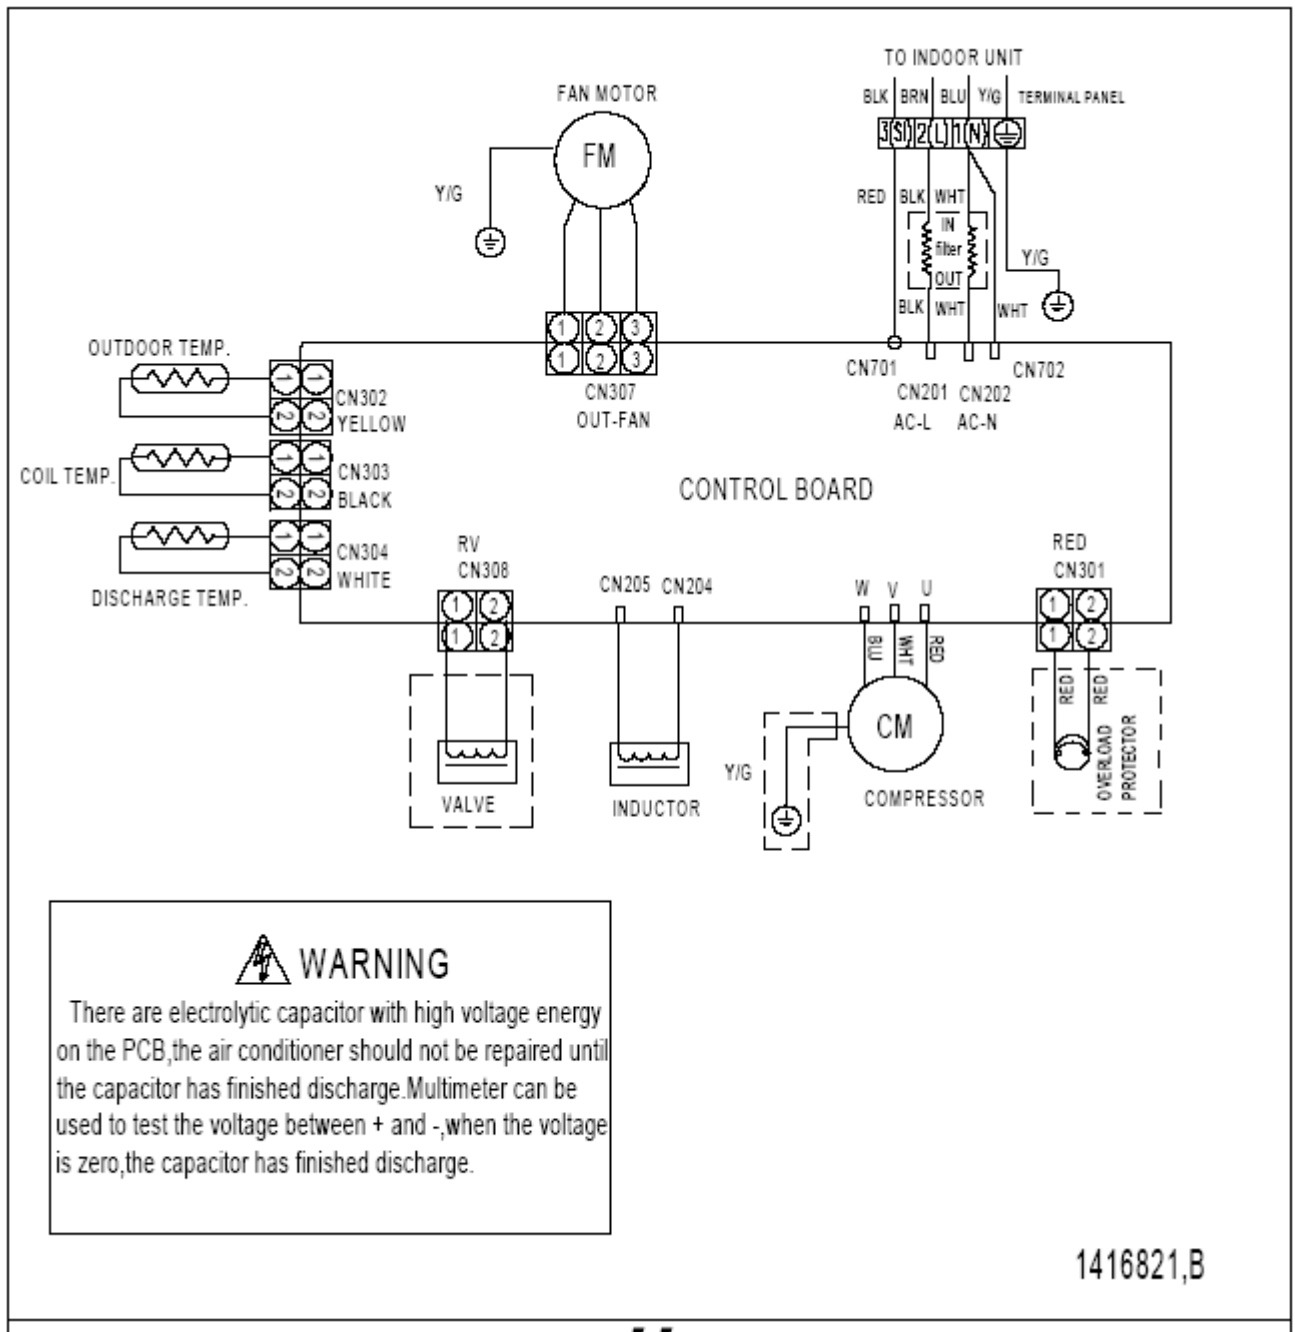 TO INDOOR UNIT
BLK BRN BLU Y/G TERMINAL PANEL
3(S) 2(L) 1(N)
FAN MOTOR
FM
Y/G
RED BLK WHT
IN
filter
OUT
Y/G
BLK WHT WHT
1 2 3
1 2 3
CN307
OUT-FAN
CN701
CN201 CN202 CN702
AC-L AC-N
OUTDOOR TEMP.
1 1
2 2
CN302
YELLOW
COIL TEMP.
1 1
2 2
CN303
BLACK
1 1
2 2
CN304
WHITE
DISCHARGE TEMP.
CONTROL BOARD
RV
CN308
1 2
1 2
VALVE
CN205 CN204
INDUCTOR
W V U
BLU WHT RED
CM
Y/G
COMPRESSOR
RED
CN301
1 2
1 2
RED RED
OVERLOAD
PROTECTOR
WARNING
There are electrolytic capacitor with high voltage energy
on the PCB,the air conditioner should not be repaired until
the capacitor has finished discharge.Multimeter can be
used to test the voltage between + and -,when the voltage
is zero,the capacitor has finished discharge.
1416821,B